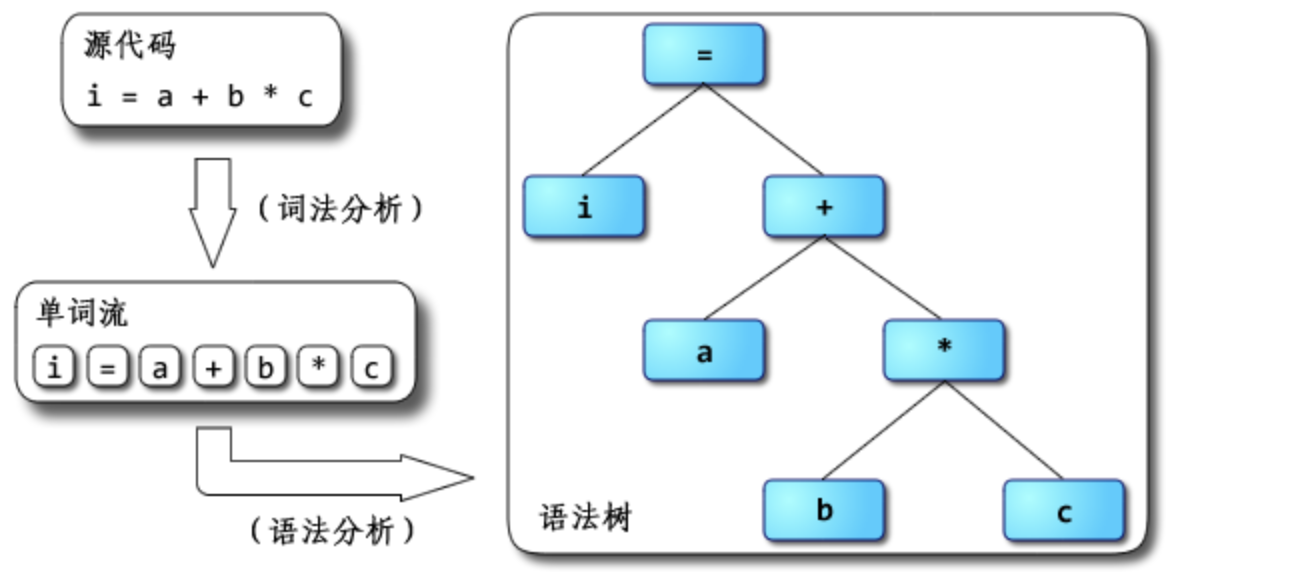 源代码
i = a + b * c
(词法分析)
单词流
i = a + b * c
(语法分析)
=
i +
a *
b c
语法树